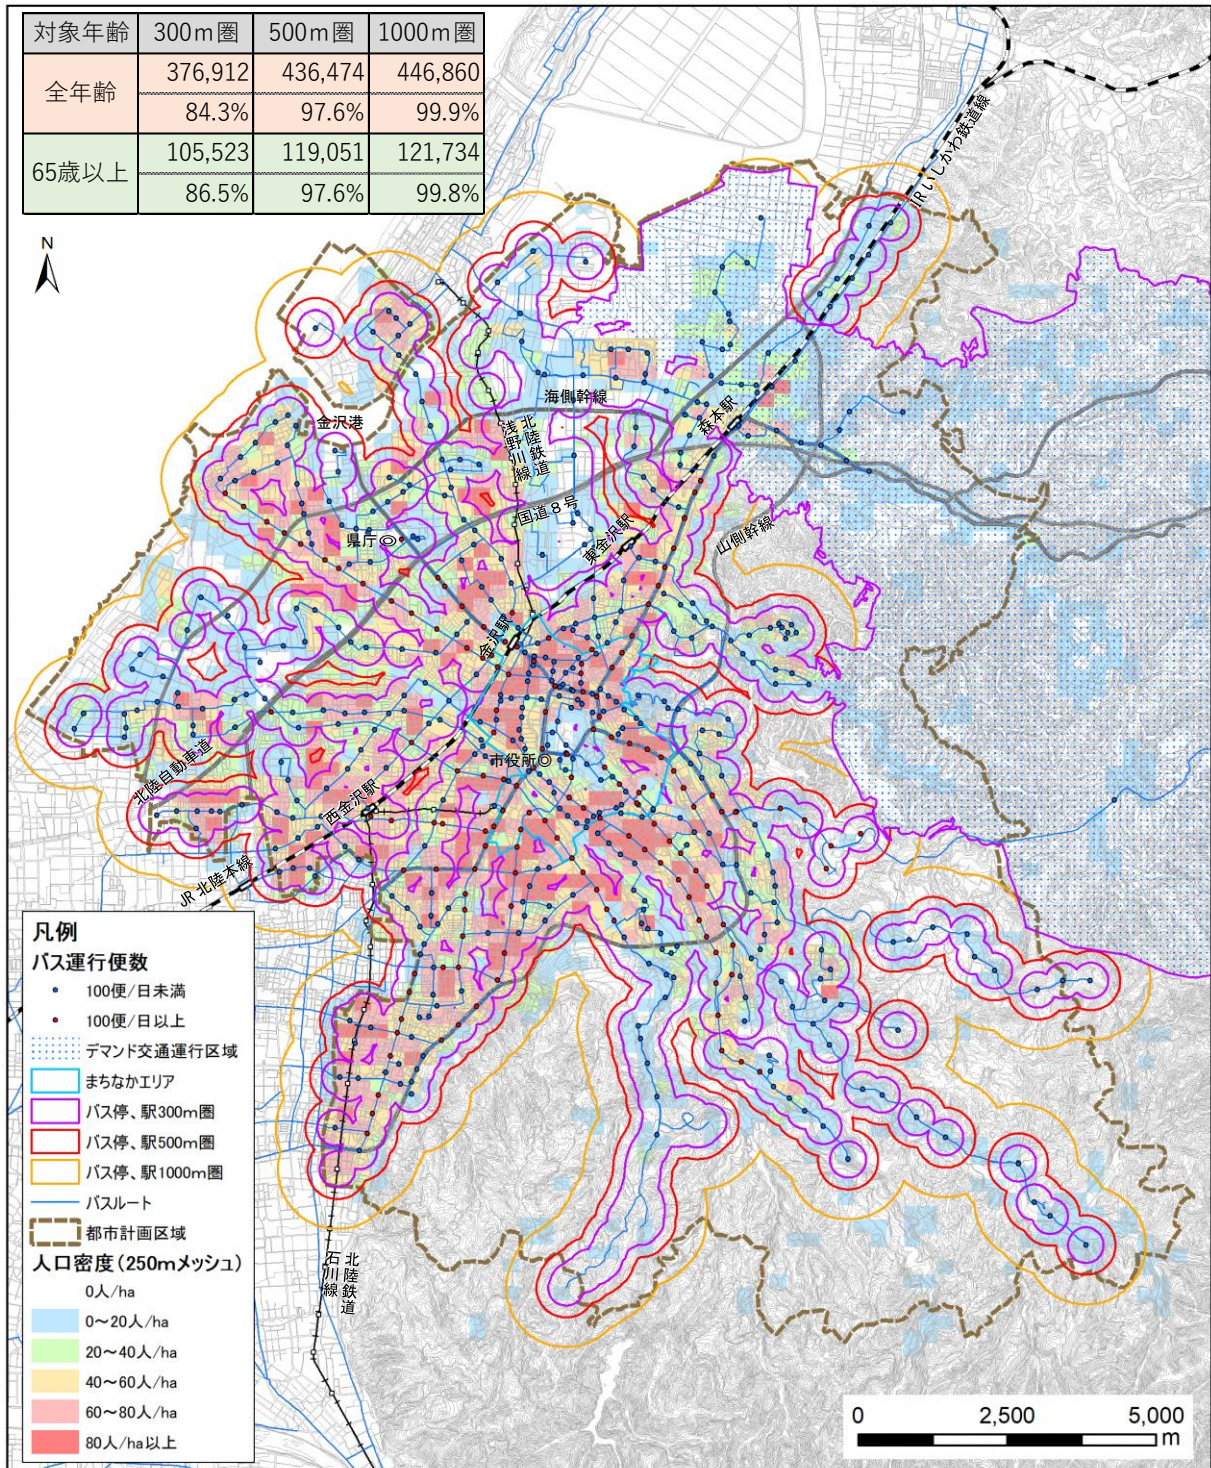 対象年齢 300m圏 500m圏 1000m圏
全年齢 376,912 436,474 446,860
84.3% 97.6% 99.9%
65歳以上 105,523 119,051 121,734
86.5% 97.6% 99.8%
N
IRいしかわ鉄道線
金沢港
海側幹線
北陸鉄道
浅野川線
森本駅
国道8号
県庁◎
東金沢駅
山側幹線
金沢駅
北陸自動車道
市役所◎
西金沢駅
JR北陸本線
凡例
バス運行便数
100便/日未満
100便/日以上
デマンド交通運行区域
まちなかエリア
バス停、駅300m圏
バス停、駅500m圏
バス停、駅1000m圏
バスルート
都市計画区域
人口密度(250mメッシュ)
0人/ha
0~20人/ha
20~40人/ha
40~60人/ha
60~80人/ha
80人/ha以上
北陸鉄道
石川線
0 2,500 5,000
m